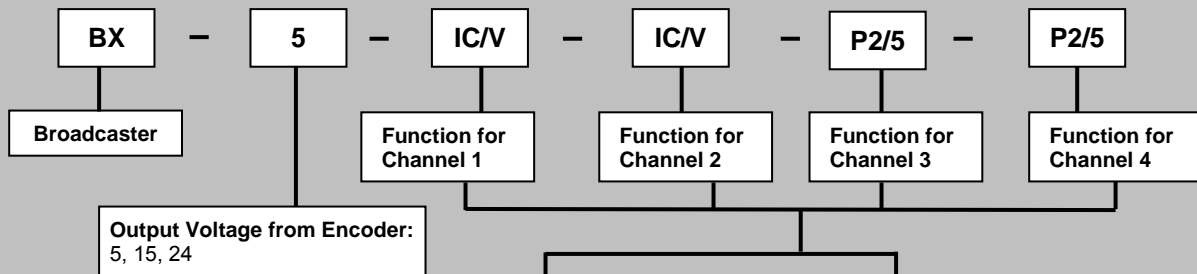 BX – 5 – IC/V – IC/V – P2/5 – P2/5
Broadcaster
Function for
Channel 1
Function for
Channel 2
Function for
Channel 3
Function for
Channel 4
Output Voltage from Encoder:
5, 15, 24